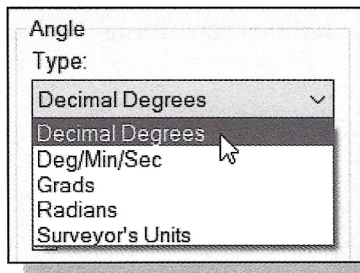 Angle
Type:
Decimal Degrees
Decimal Degrees
Deg/Min/Sec
Grads
Radians
Surveyor's Units